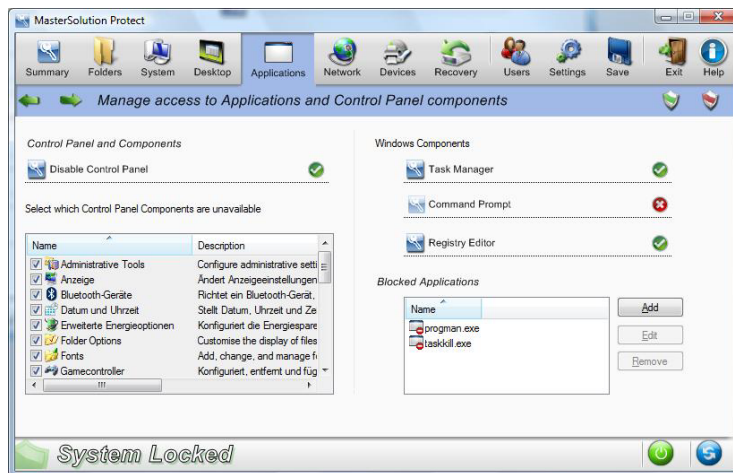 MasterSolution Protect
Summary Folders System Desktop Applications Network Devices Recovery Users Settings Save Exit Help
Manage access to Applications and Control Panel components
Control Panel and Components
Disable Control Panel
Select which Control Panel Components are unavailable
Name Description
Administrative Tools Configure administrative setti
Anzeige Ändert Anzeigeeinstellungen
Bluetooth-Geräte Richtet ein Bluetooth-Gerät,
Datum und Uhrzeit Stellt Datum, Uhrzeit und Ze
Erweiterte Energieoptionen Konfiguriert die Energiespare
Folder Options Customise the display of files
Fonts Add, change, and manage f
Gamecontroller Konfiguriert, entfernt und füg
Windows Components
Task Manager
Command Prompt
Registry Editor
Blocked Applications
Name
progman.exe
taskkill.exe
Add
Edit
Remove
System Locked